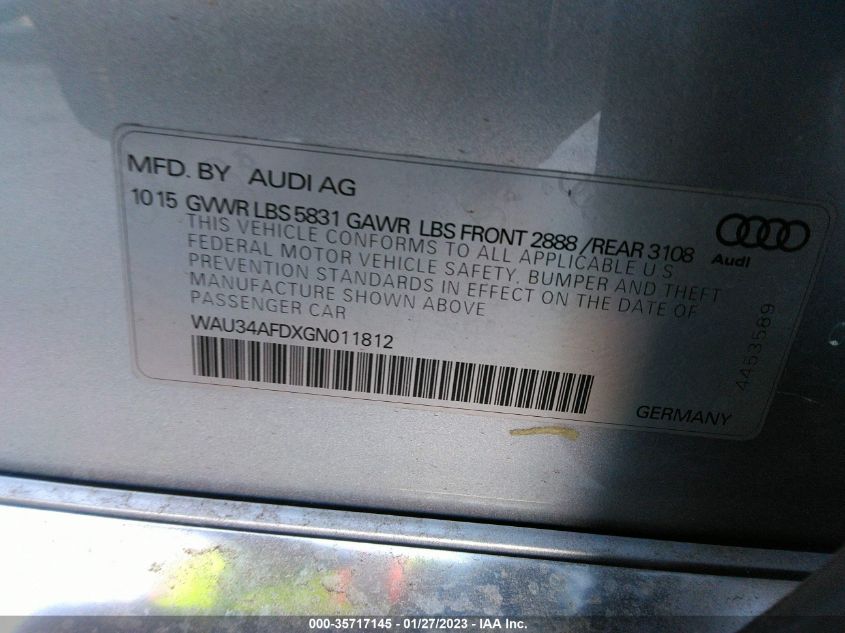 MFD. BY AUDI AG
10 15 GVWR LBS 5831 GAWR LBS FRONT 2888 /REAR 3108
THIS VEHICLE CONFORMS TO ALL APPLICABLE U S
FEDERAL MOTOR VEHICLE SAFETY, BUMPER AND THEFT
PREVENTION STANDARDS IN EFFECT ON THE DATE OF
MANUFACTURE SHOWN ABOVE
PASSENGER CAR
WAU34AFDXGN011812
Audi
4453589
GERMANY
000-35717145 - 01/27/2023 - IAA Inc.